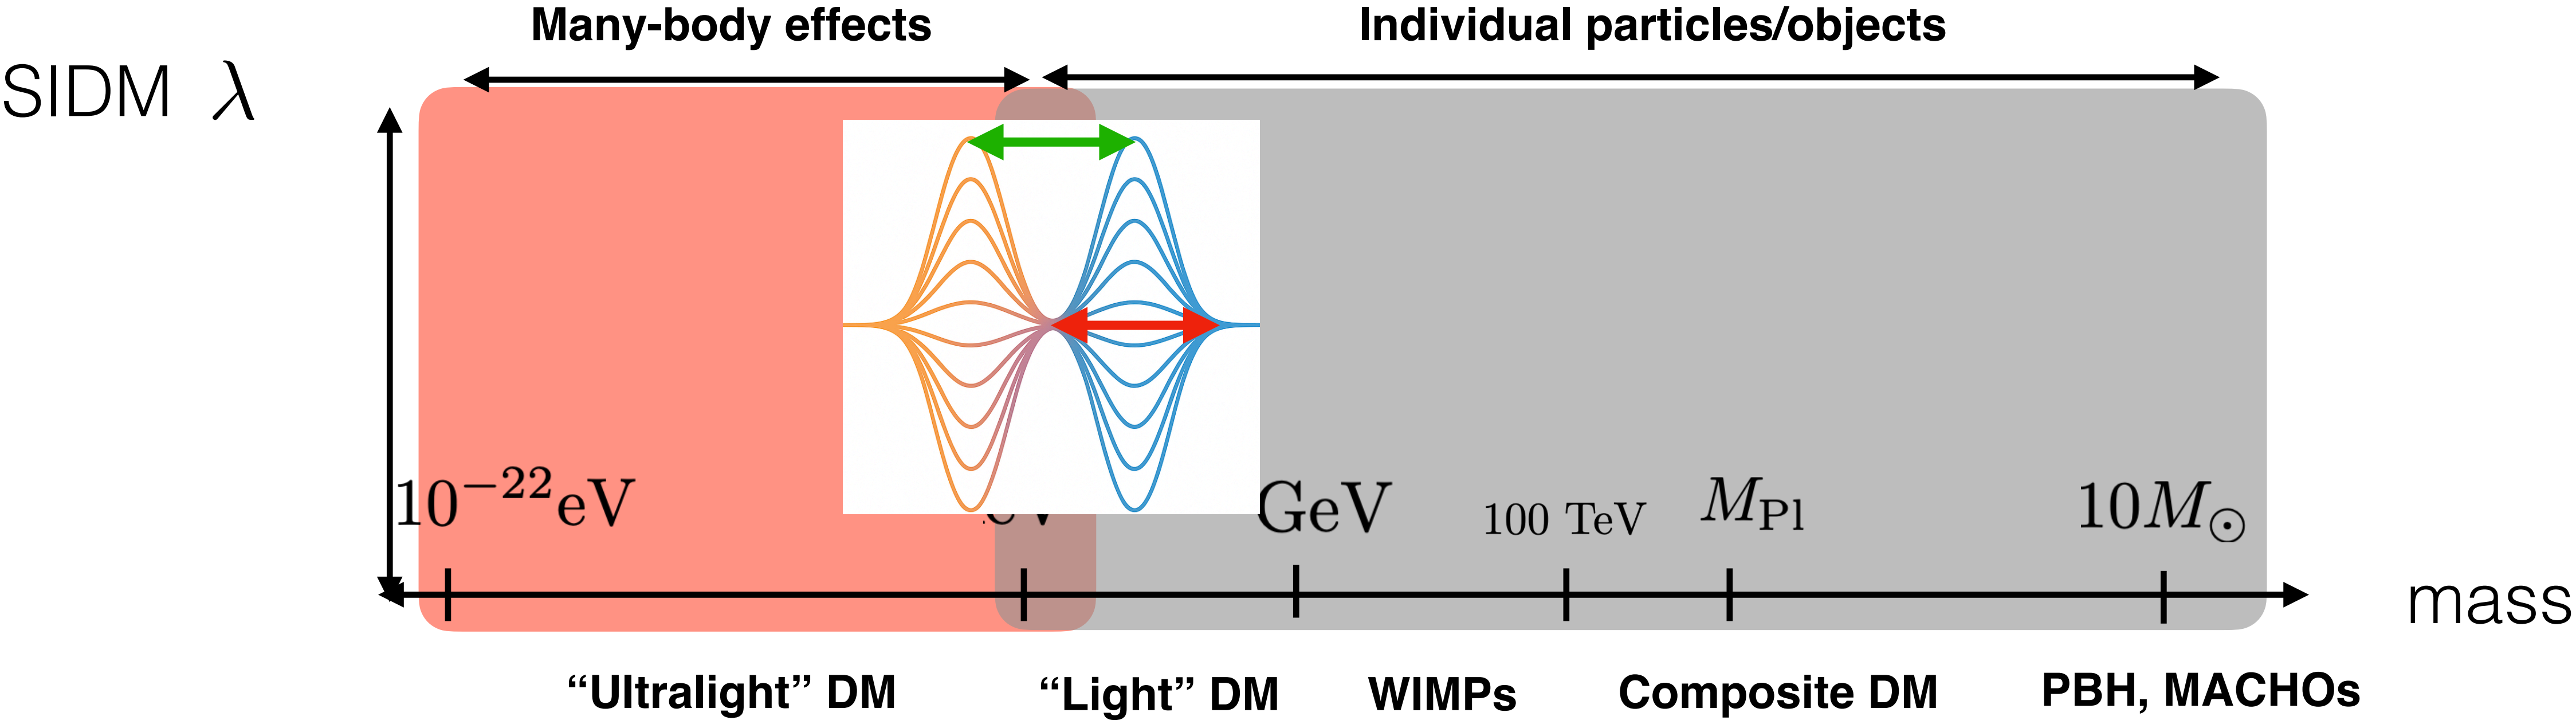 Many-body effects
Individual particles/objects
SIDM λ
10⁻²²eV
eV
GeV
100 TeV
M_Pl
10M_⊙
mass
“Ultralight” DM
“Light” DM
WIMPs
Composite DM
PBH, MACHOs